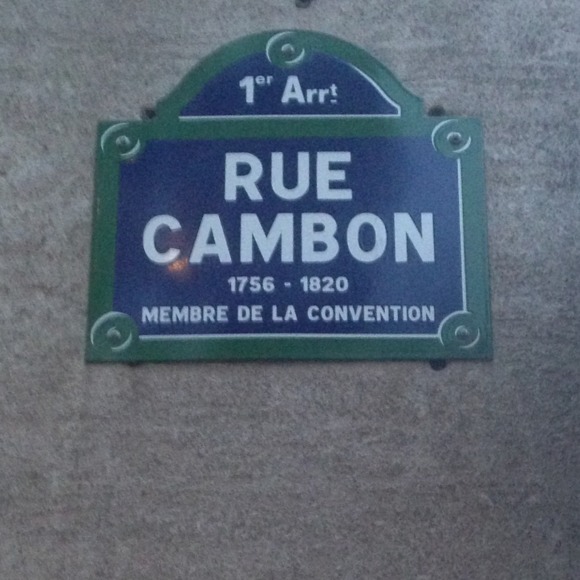 1er Arrt
RUE
CAMBON
1756 - 1820
MEMBRE DE LA CONVENTION